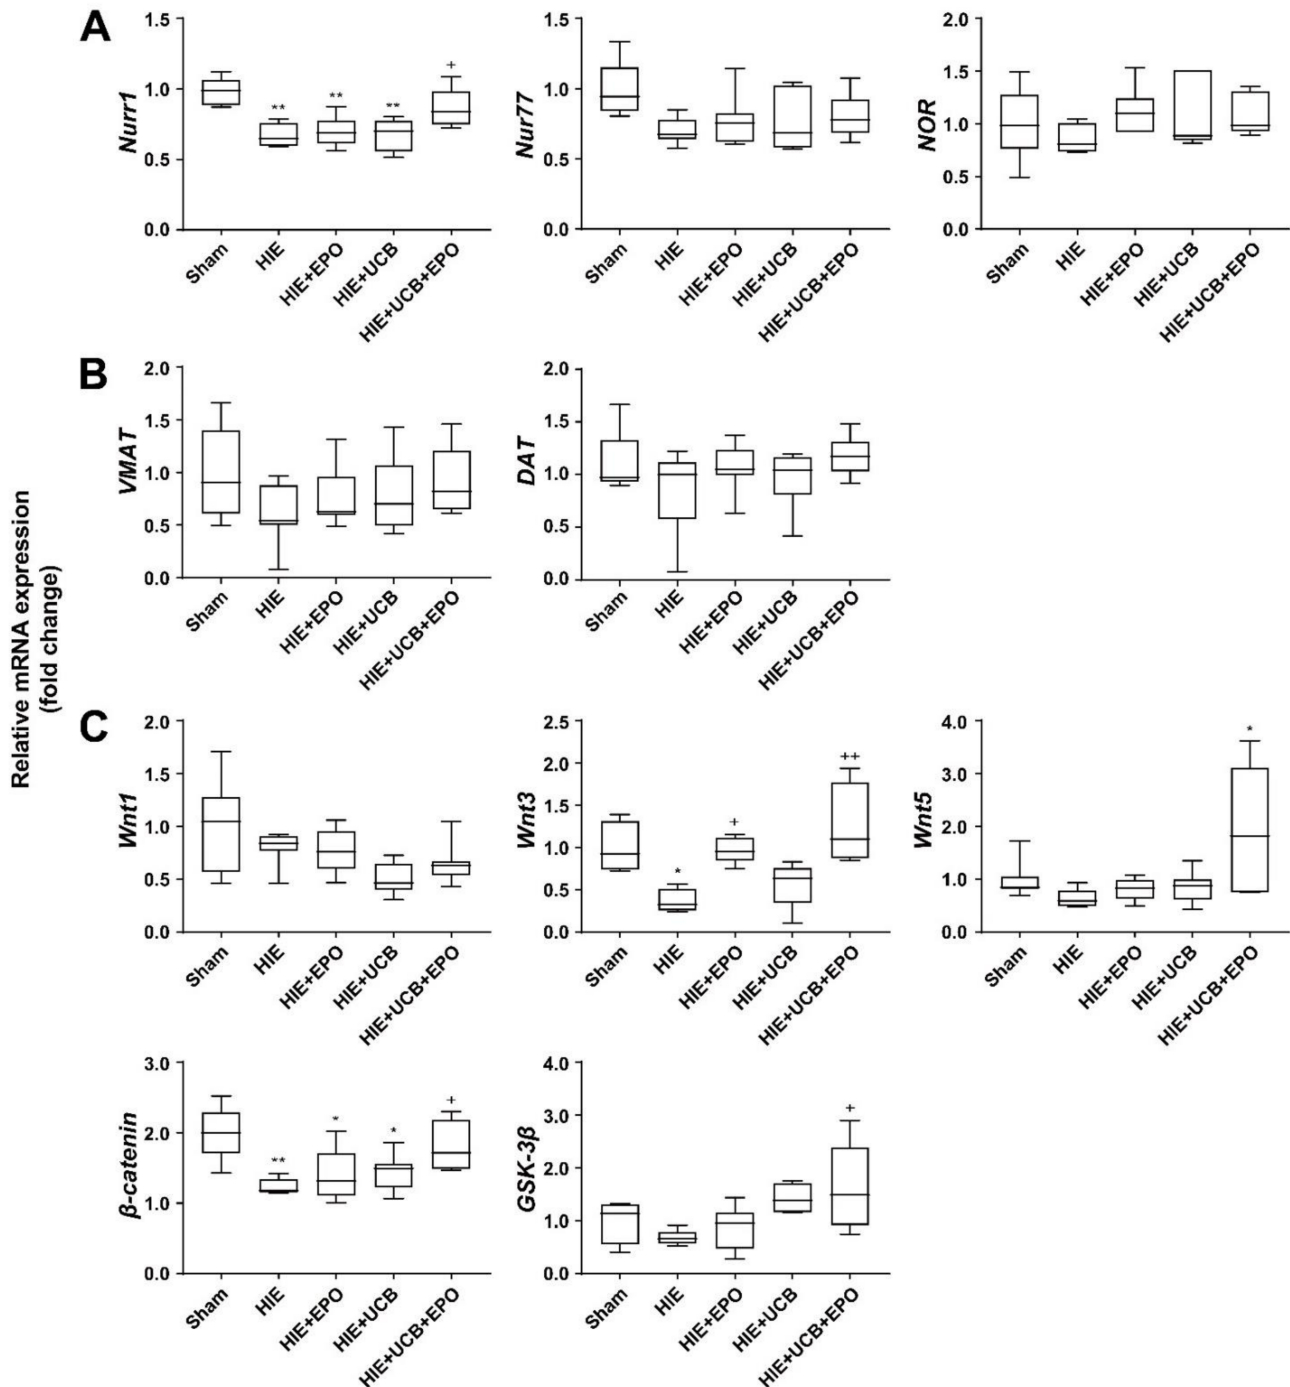 Relative mRNA expression
(fold change)
A
Nurr1
1.5
1.0
0.5
0.0
**
**
**
+
Sham
HIE
HIE+EPO
HIE+UCB
HIE+UCB+EPO
Nur77
1.5
1.0
0.5
0.0
Sham
HIE
HIE+EPO
HIE+UCB
HIE+UCB+EPO
NOR
2.0
1.5
1.0
0.5
0.0
Sham
HIE
HIE+EPO
HIE+UCB
HIE+UCB+EPO
B
VMAT
2.0
1.5
1.0
0.5
0.0
Sham
HIE
HIE+EPO
HIE+UCB
HIE+UCB+EPO
DAT
2.0
1.5
1.0
0.5
0.0
Sham
HIE
HIE+EPO
HIE+UCB
HIE+UCB+EPO
C
Wnt1
2.0
1.5
1.0
0.5
0.0
Sham
HIE
HIE+EPO
HIE+UCB
HIE+UCB+EPO
Wnt3
2.5
2.0
1.5
1.0
0.5
0.0
*
+
++
Sham
HIE
HIE+EPO
HIE+UCB
HIE+UCB+EPO
Wnt5
4.0
3.0
2.0
1.0
0.0
*
Sham
HIE
HIE+EPO
HIE+UCB
HIE+UCB+EPO
β-catenin
3.0
2.0
1.0
0.0
**
*
*
+
Sham
HIE
HIE+EPO
HIE+UCB
HIE+UCB+EPO
GSK-3β
4.0
3.0
2.0
1.0
0.0
+
Sham
HIE
HIE+EPO
HIE+UCB
HIE+UCB+EPO